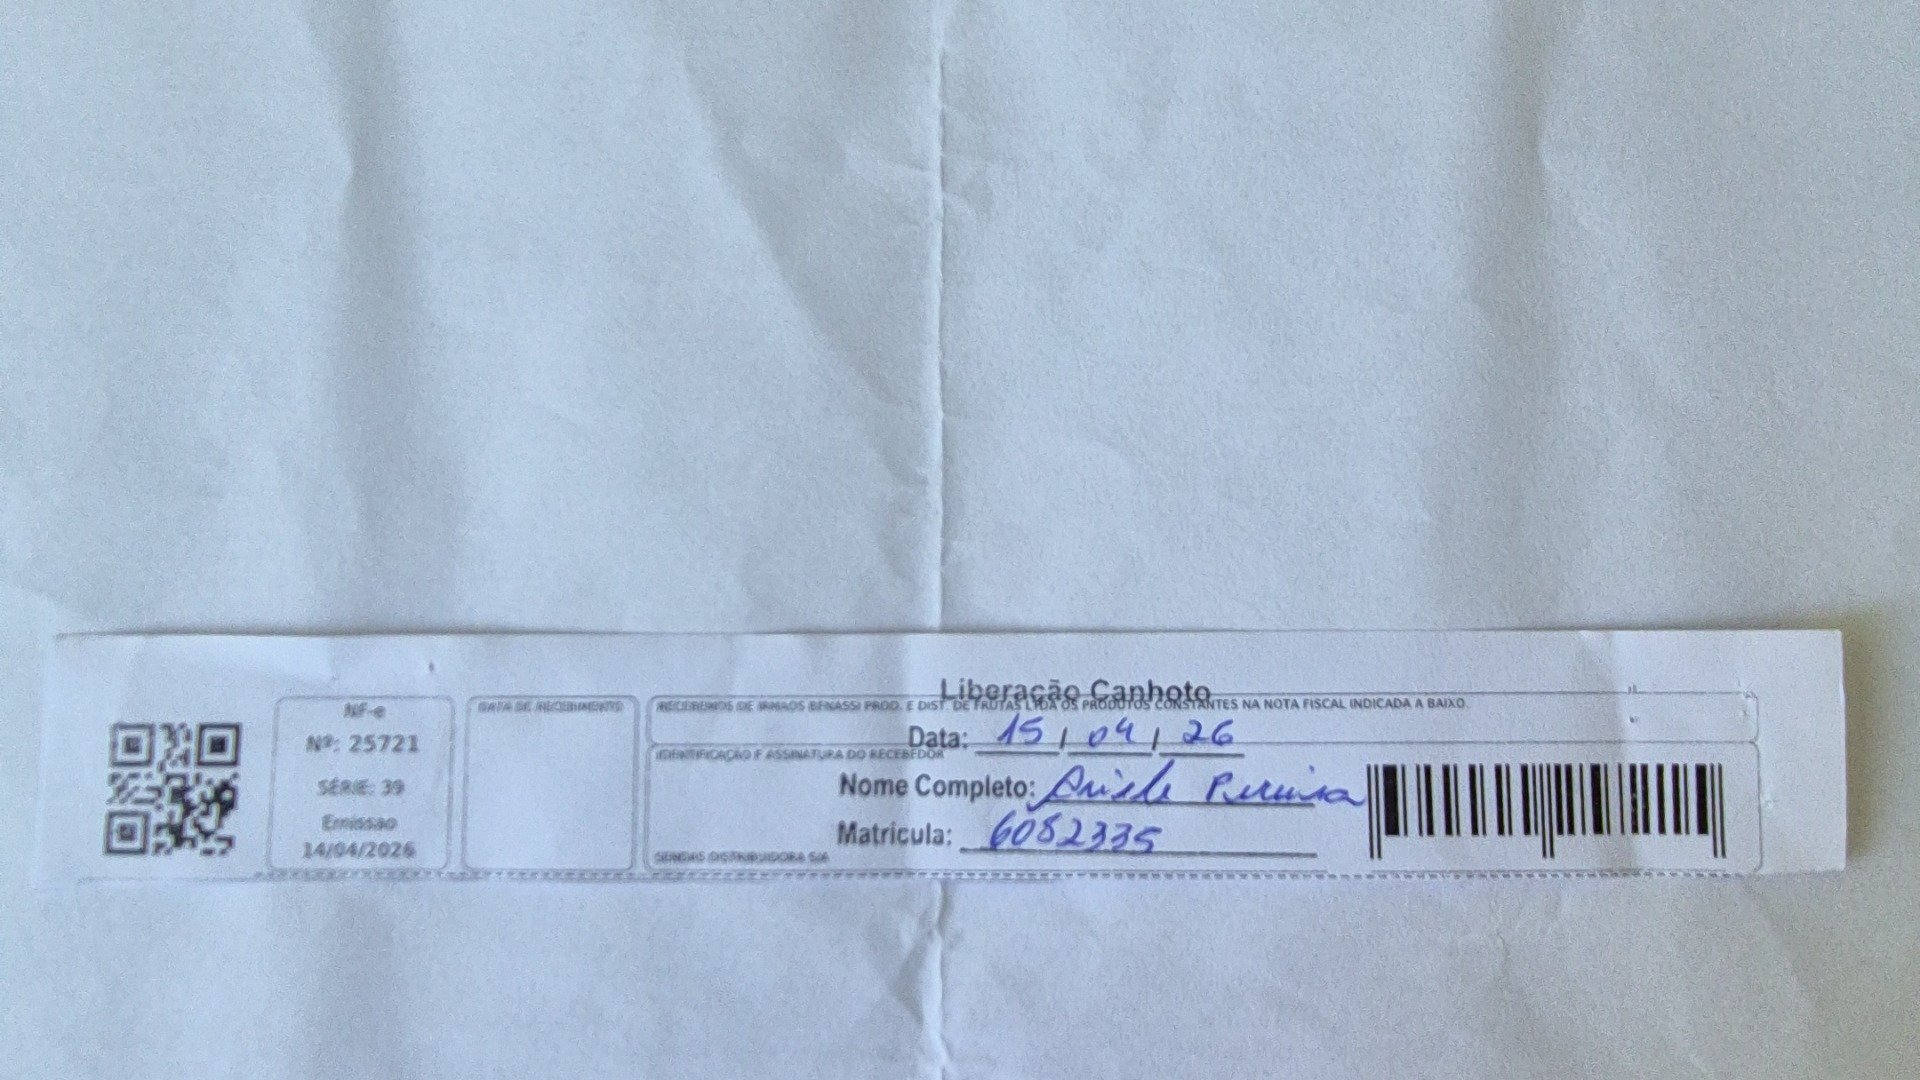 Liberação Canhoto
NF-e
Nº: 25721
SÉRIE: 39
Emissao
14/04/2026
DATA DE RECEBIMENTO
RECEBEMOS DE IRMAOS BENASSI PROD. E DIST. DE FRUTAS LTDA OS PRODUTOS CONSTANTES NA NOTA FISCAL INDICADA A BAIXO.
Data: 15 / 04 / 26
IDENTIFICAÇÃO E ASSINATURA DO RECEBEDOR
Nome Completo: Pereira
Matricula: 6082335
SENDAS DISTRIBUIDORA S/A